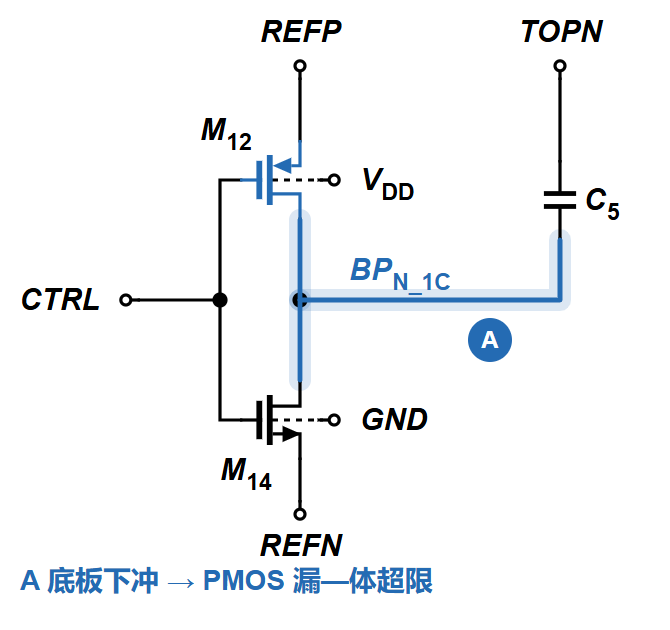 REFP
TOPN
M12
VDD
C5
BPN_1C
CTRL
A
GND
M14
REFN
A 底板下冲 → PMOS 漏—体超限